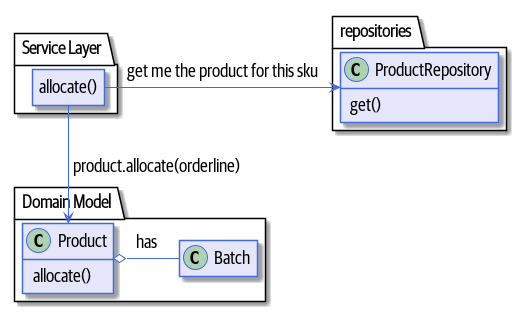 repositories
Service Layer
get me the product for this sku
C ProductRepository
allocate()
get()
product.allocate(orderline)
Domain Model
C Product
has
C Batch
allocate()